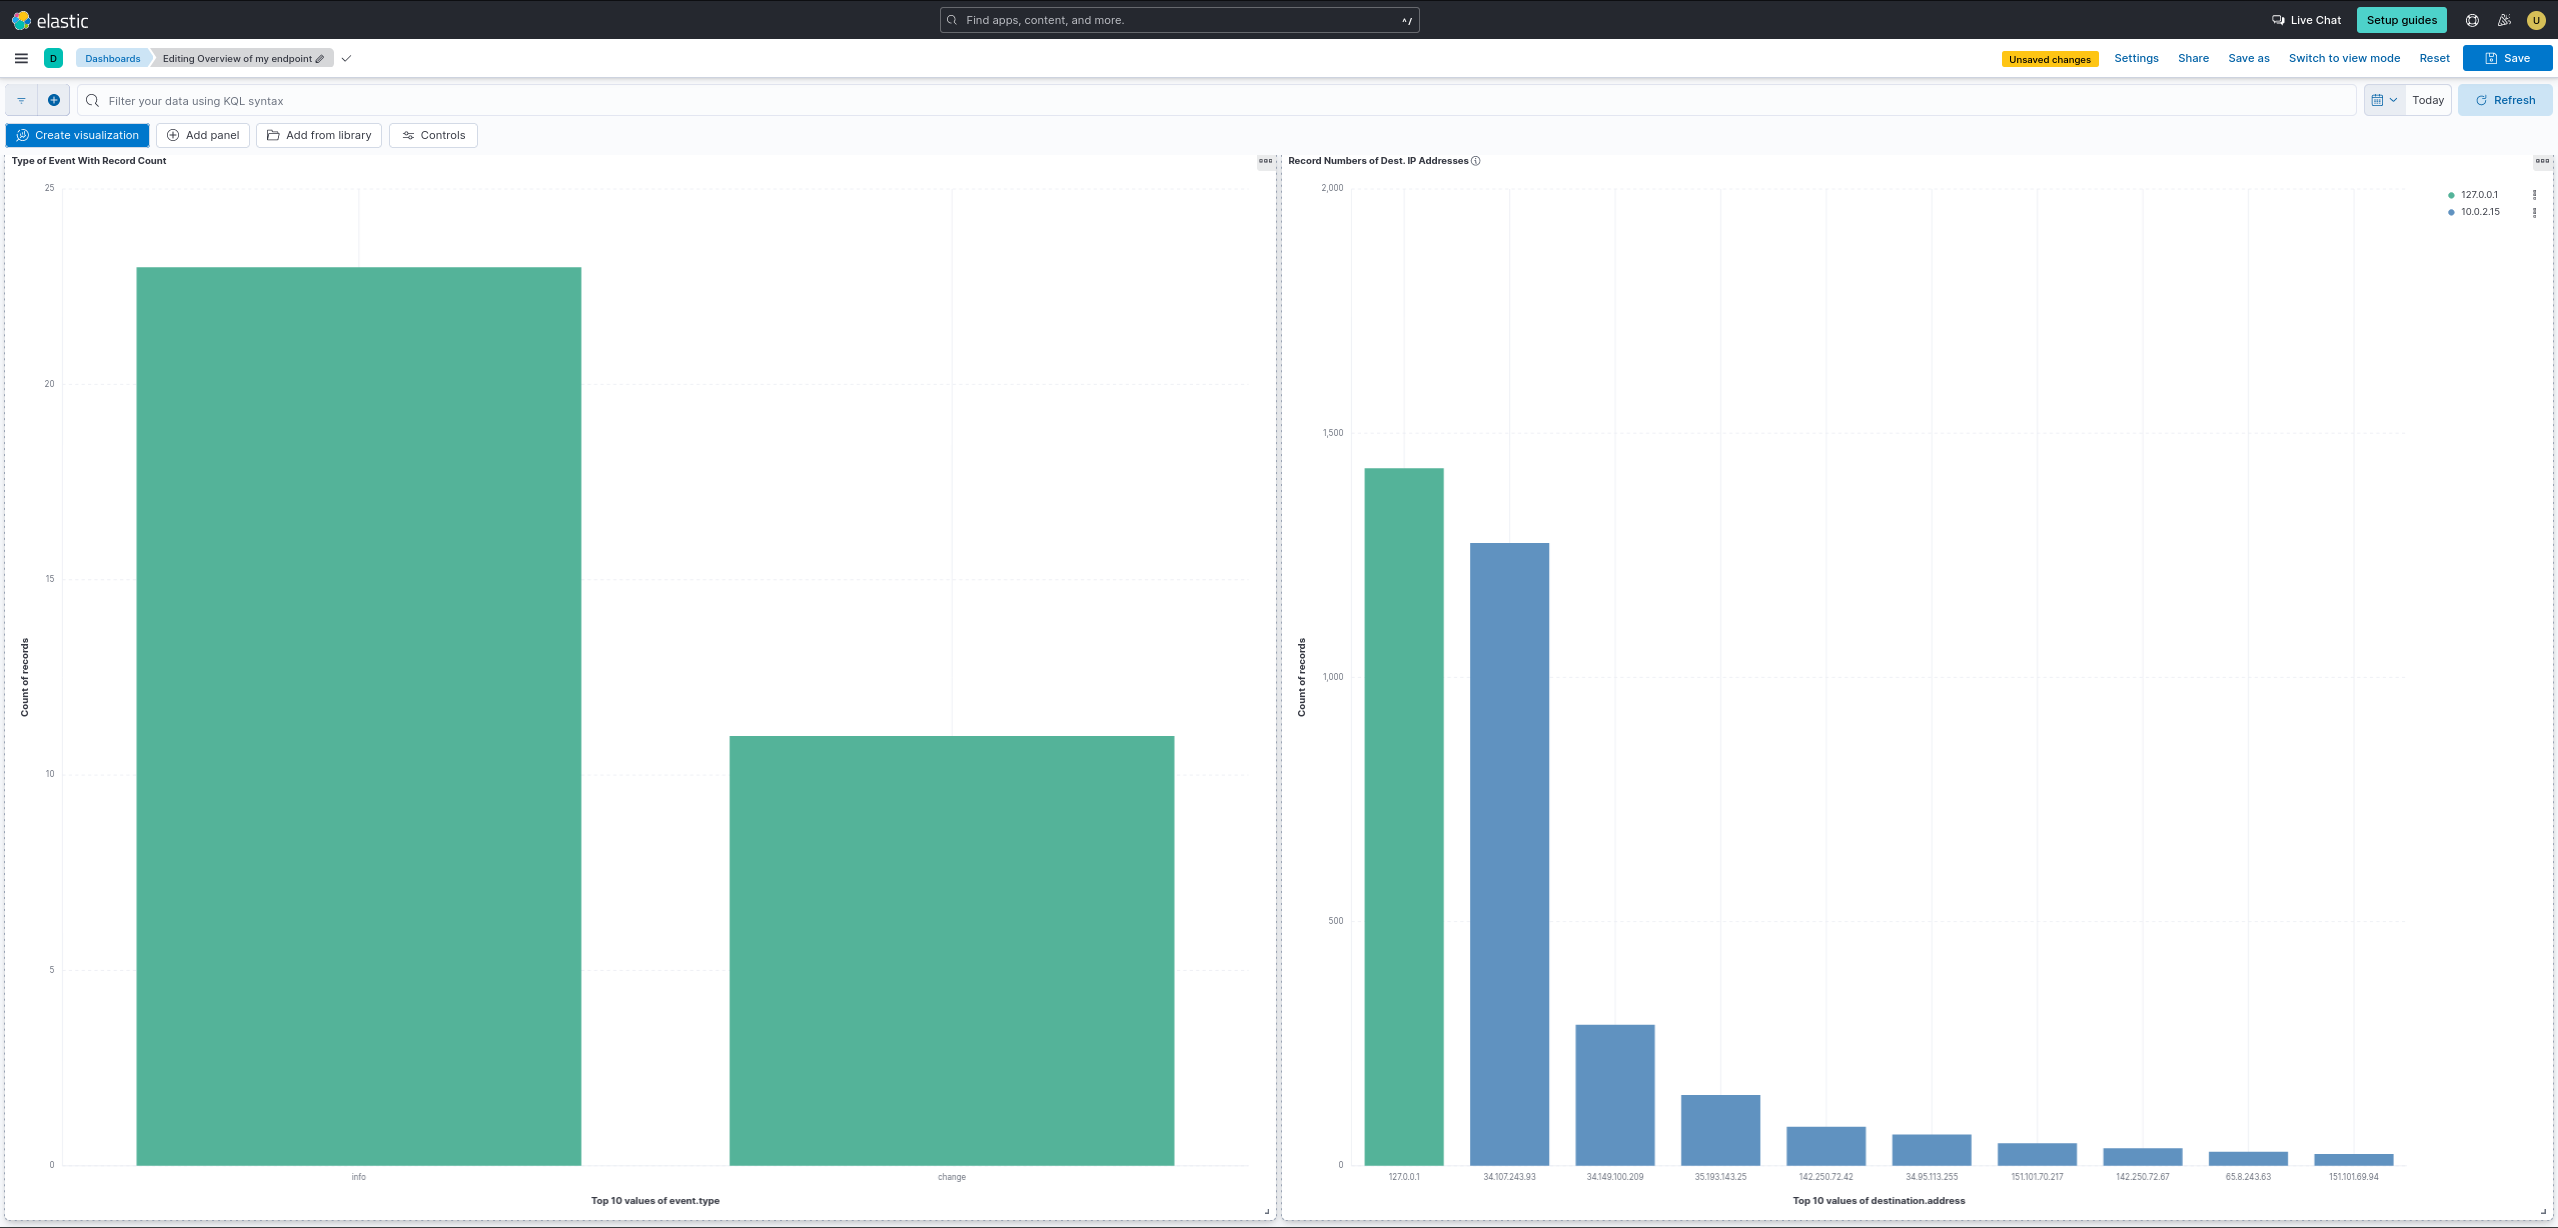 elastic
Find apps, content, and more.
^/
Live Chat
Setup guides
U
D
Dashboards
Editing Overview of my endpoint
Unsaved changes
Settings
Share
Save as
Switch to view mode
Reset
Save
Filter your data using KQL syntax
Today
Refresh
Create visualization
Add panel
Add from library
Controls
Type of Event With Record Count
25
20
15
10
5
0
Count of records
info
change
Top 10 values of event.type
Record Numbers of Dest. IP Addresses
2,000
1,500
1,000
500
0
Count of records
127.0.0.1
10.0.2.15
127.0.0.1
34.107.243.93
34.149.100.209
35.193.143.25
142.250.72.42
34.95.113.255
151.101.70.217
142.250.72.67
65.8.243.63
151.101.69.94
Top 10 values of destination.address